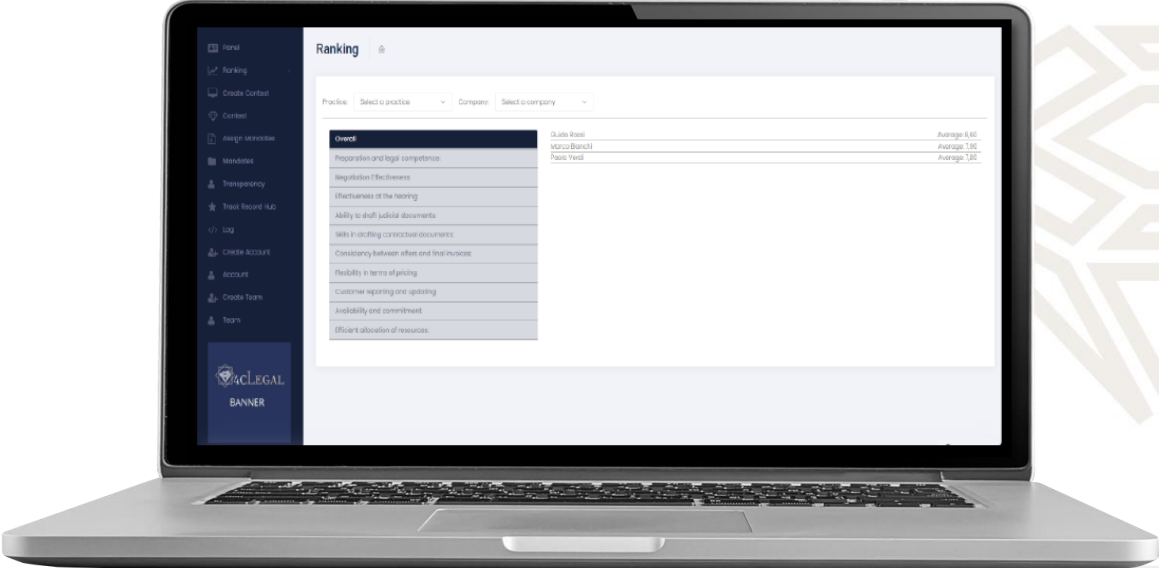 Panel
Ranking
Create Contest
Contest
Assign Mandates
Mandates
Transparency
Track Record Hub
Log
Create Account
Account
Create Team
Team
4cLegal
BANNER
Ranking
Practice: Select a practice Company: Select a company
Overall
Preparation and legal competence:
Negotiation Effectiveness:
Effectiveness at the hearing:
Ability to draft judicial documents:
Skills in drafting contractual documents:
Consistency between offers and final invoices:
Flexibility in terms of pricing:
Customer reporting and updating:
Availability and commitment:
Efficient allocation of resources:
Guido Rossi Average: 8,60
Marco Bianchi Average: 7,90
Paolo Verdi Average: 7,80